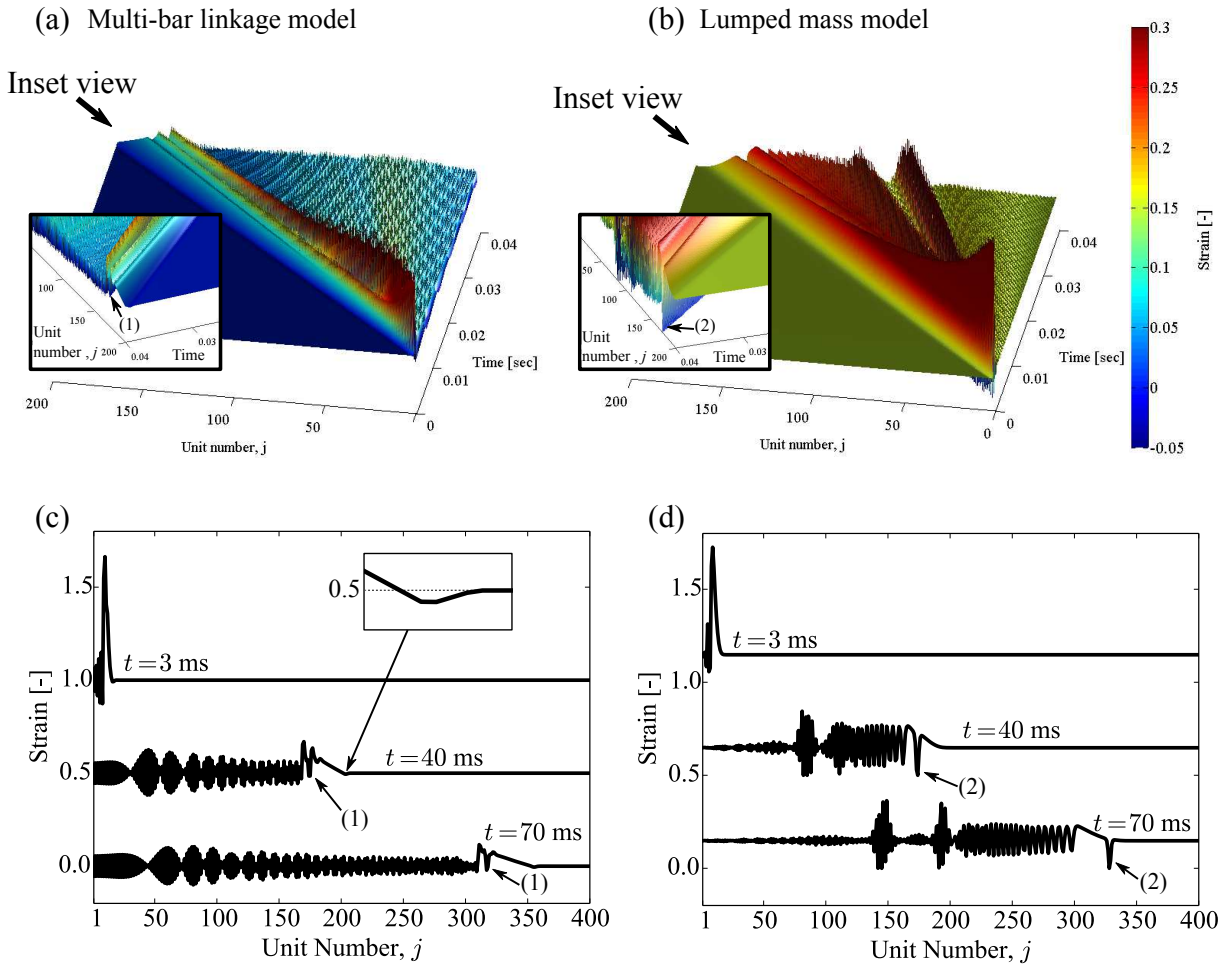 (a) Multi-bar linkage model
(b) Lumped mass model
Inset view
Inset view
0.3
0.25
0.2
0.15
0.1
0.05
0
-0.05
Strain [-]
100
150
200
Unit
number , j
0.04
0.03
Time
(1)
0.04
0.03
0.02
0.01
0
Time [sec]
200
150
100
50
Unit number, j
50
100
150
200
Unit
number , j
0.04
0.03
Time
(2)
0.04
0.03
0.02
0.01
0
Time [sec]
200
150
100
50
0
Unit number, j
(c)
1.5
1.0
0.5
0.0
Strain [-]
0.5
t = 3 ms
t = 40 ms
(1)
t = 70 ms
(1)
1 50 100 150 200 250 300 350 400
Unit Number, j
(d)
1.5
1.0
0.5
0.0
Strain [-]
t = 3 ms
t = 40 ms
(2)
t = 70 ms
(2)
1 50 100 150 200 250 300 350 400
Unit Number, j